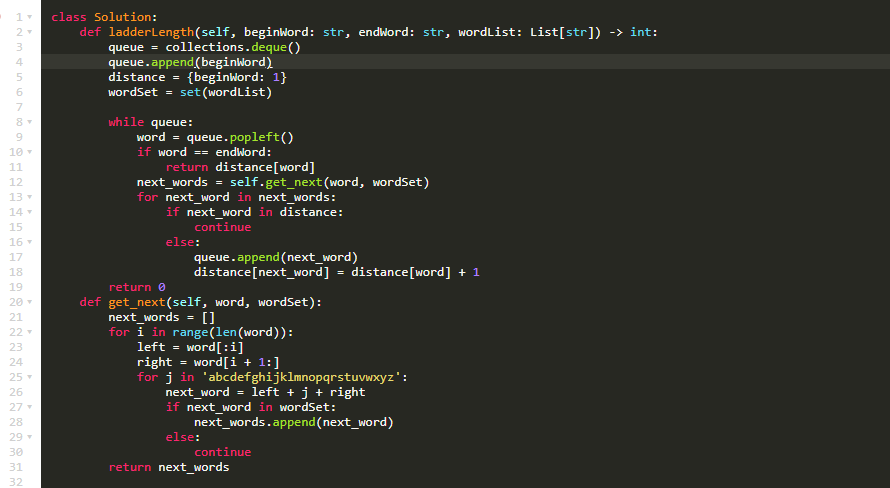 1 class Solution:
2     def ladderLength(self, beginWord: str, endWord: str, wordList: List[str]) -> int:
3         queue = collections.deque()
4         queue.append(beginWord)
5         distance = {beginWord: 1}
6         wordSet = set(wordList)
7
8         while queue:
9             word = queue.popleft()
10             if word == endWord:
11                 return distance[word]
12             next_words = self.get_next(word, wordSet)
13             for next_word in next_words:
14                 if next_word in distance:
15                     continue
16                 else:
17                     queue.append(next_word)
18                     distance[next_word] = distance[word] + 1
19         return 0
20     def get_next(self, word, wordSet):
21         next_words = []
22         for i in range(len(word)):
23             left = word[:i]
24             right = word[i + 1:]
25             for j in 'abcdefghijklmnopqrstuvwxyz':
26                 next_word = left + j + right
27                 if next_word in wordSet:
28                     next_words.append(next_word)
29                 else:
30                     continue
31         return next_words
32